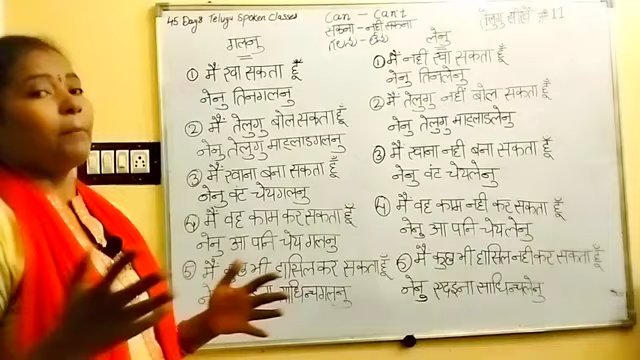 45 Days Telugu Spoken Classes
Can - Can't
सकना - नही सकना
तेलुगु सीखें
11
गलनु
लेनु
① मैं खा सकता हूँ
नेनु तिनगलनु
② मैं तेलुगु बोल सकता हूँ
नेनु तेलुगु माट्लाडगलनु
③ मैं खाना बना सकता हूँ
नेनु वंट चेयगलनु
④ मैं वह काम कर सकता हूँ
नेनु आ पनि चेय गलनु
⑤ मैं कुछ भी हासिल कर सकता हूँ
साधिन्चगलनु
① मैं नही खा सकता हूँ
नेनु तिनलेनु
② मैं तेलुगु नहीं बोल सकता हूँ
नेनु तेलुगु माट्लाडलेनु
③ मैं खाना नही बना सकता हूँ
नेनु वंट चेयलेनु
④ मैं वह काम नही कर सकता हूँ
नेनु आ पनि चेयलेनु
⑤ मैं कुछ भी हासिल नही कर सकता हूँ
नेनु साधिन्चलेनु